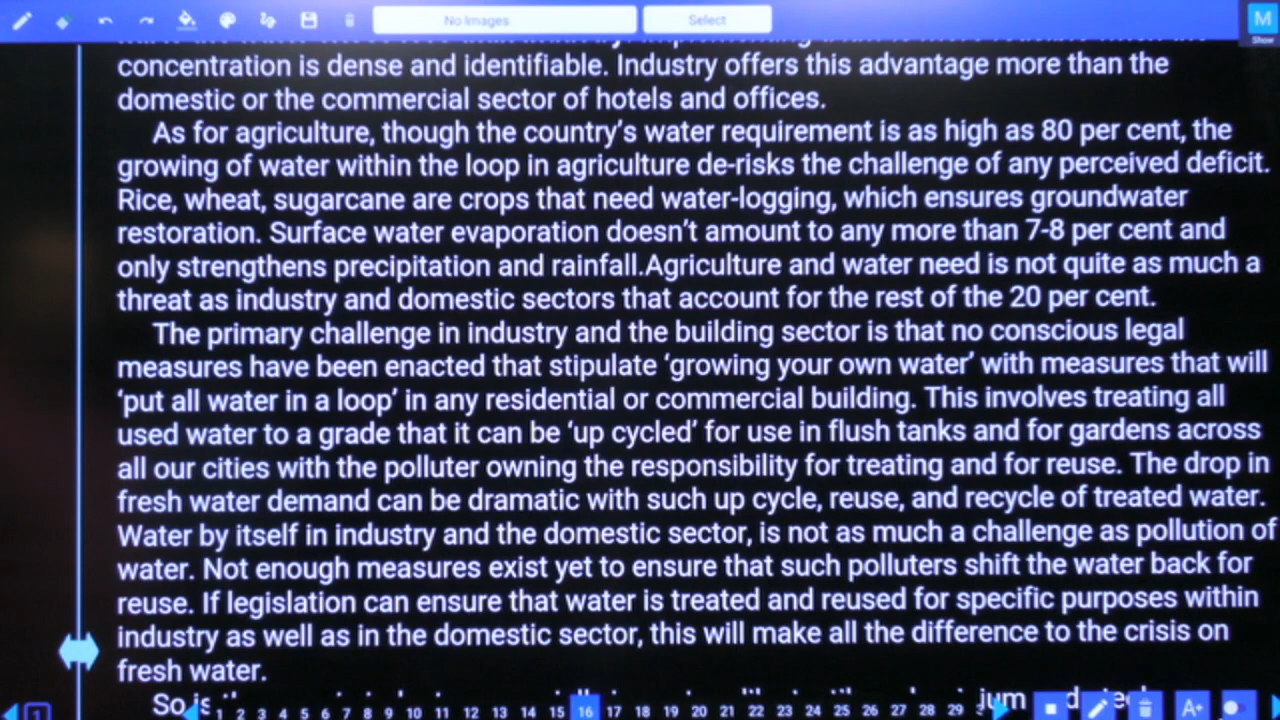 No Images
Select
M
Show
concentration is dense and identifiable. Industry offers this advantage more than the
domestic or the commercial sector of hotels and offices.
As for agriculture, though the country's water requirement is as high as 80 per cent, the
growing of water within the loop in agriculture de-risks the challenge of any perceived deficit.
Rice, wheat, sugarcane are crops that need water-logging, which ensures groundwater
restoration. Surface water evaporation doesn't amount to any more than 7-8 per cent and
only strengthens precipitation and rainfall.Agriculture and water need is not quite as much a
threat as industry and domestic sectors that account for the rest of the 20 per cent.
The primary challenge in industry and the building sector is that no conscious legal
measures have been enacted that stipulate 'growing your own water' with measures that will
'put all water in a loop' in any residential or commercial building. This involves treating all
used water to a grade that it can be 'up cycled' for use in flush tanks and for gardens across
all our cities with the polluter owning the responsibility for treating and for reuse. The drop in
fresh water demand can be dramatic with such up cycle, reuse, and recycle of treated water.
Water by itself in industry and the domestic sector, is not as much a challenge as pollution of
water. Not enough measures exist yet to ensure that such polluters shift the water back for
reuse. If legislation can ensure that water is treated and reused for specific purposes within
industry as well as in the domestic sector, this will make all the difference to the crisis on
fresh water.
So is
1 1 2 3 4 5 6 7 8 9 10 11 12 13 14 15 16 17 18 19 20 21 22 23 24 25 26 27 28 29 A+